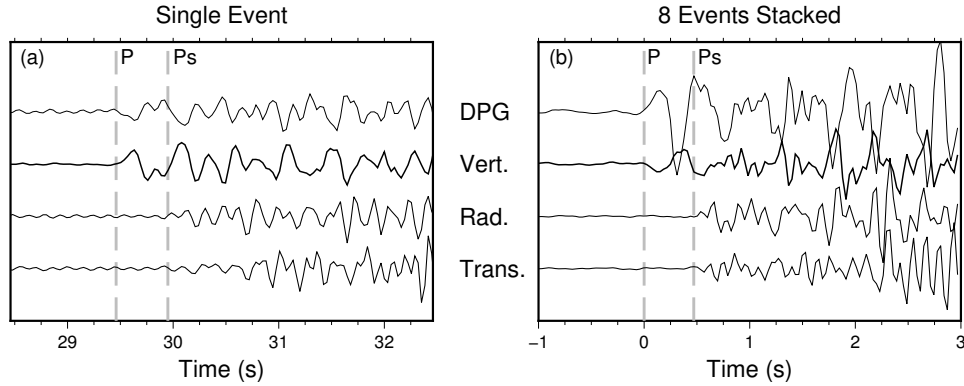 Single Event
8 Events Stacked
(a)
P
Ps
(b)
P
Ps
DPG
Vert.
Rad.
Trans.
29
30
31
32
−1
0
1
2
3
Time (s)
Time (s)